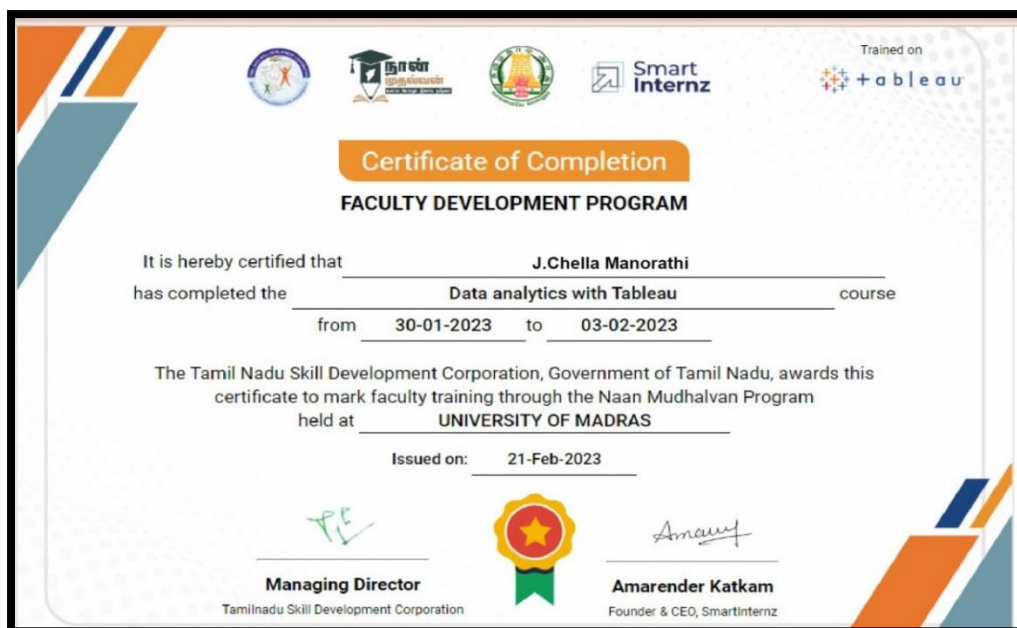 நான்
முதல்வன்
Smart
Internz
Trained on
+ableau
Certificate of Completion
FACULTY DEVELOPMENT PROGRAM
It is hereby certified that J.Chella Manorathi
has completed the Data analytics with Tableau course
from 30-01-2023 to 03-02-2023
The Tamil Nadu Skill Development Corporation, Government of Tamil Nadu, awards this
certificate to mark faculty training through the Naan Mudhalvan Program
held at UNIVERSITY OF MADRAS
Issued on: 21-Feb-2023
Managing Director
Tamilnadu Skill Development Corporation
Amarender Katkam
Founder & CEO, SmartInternz